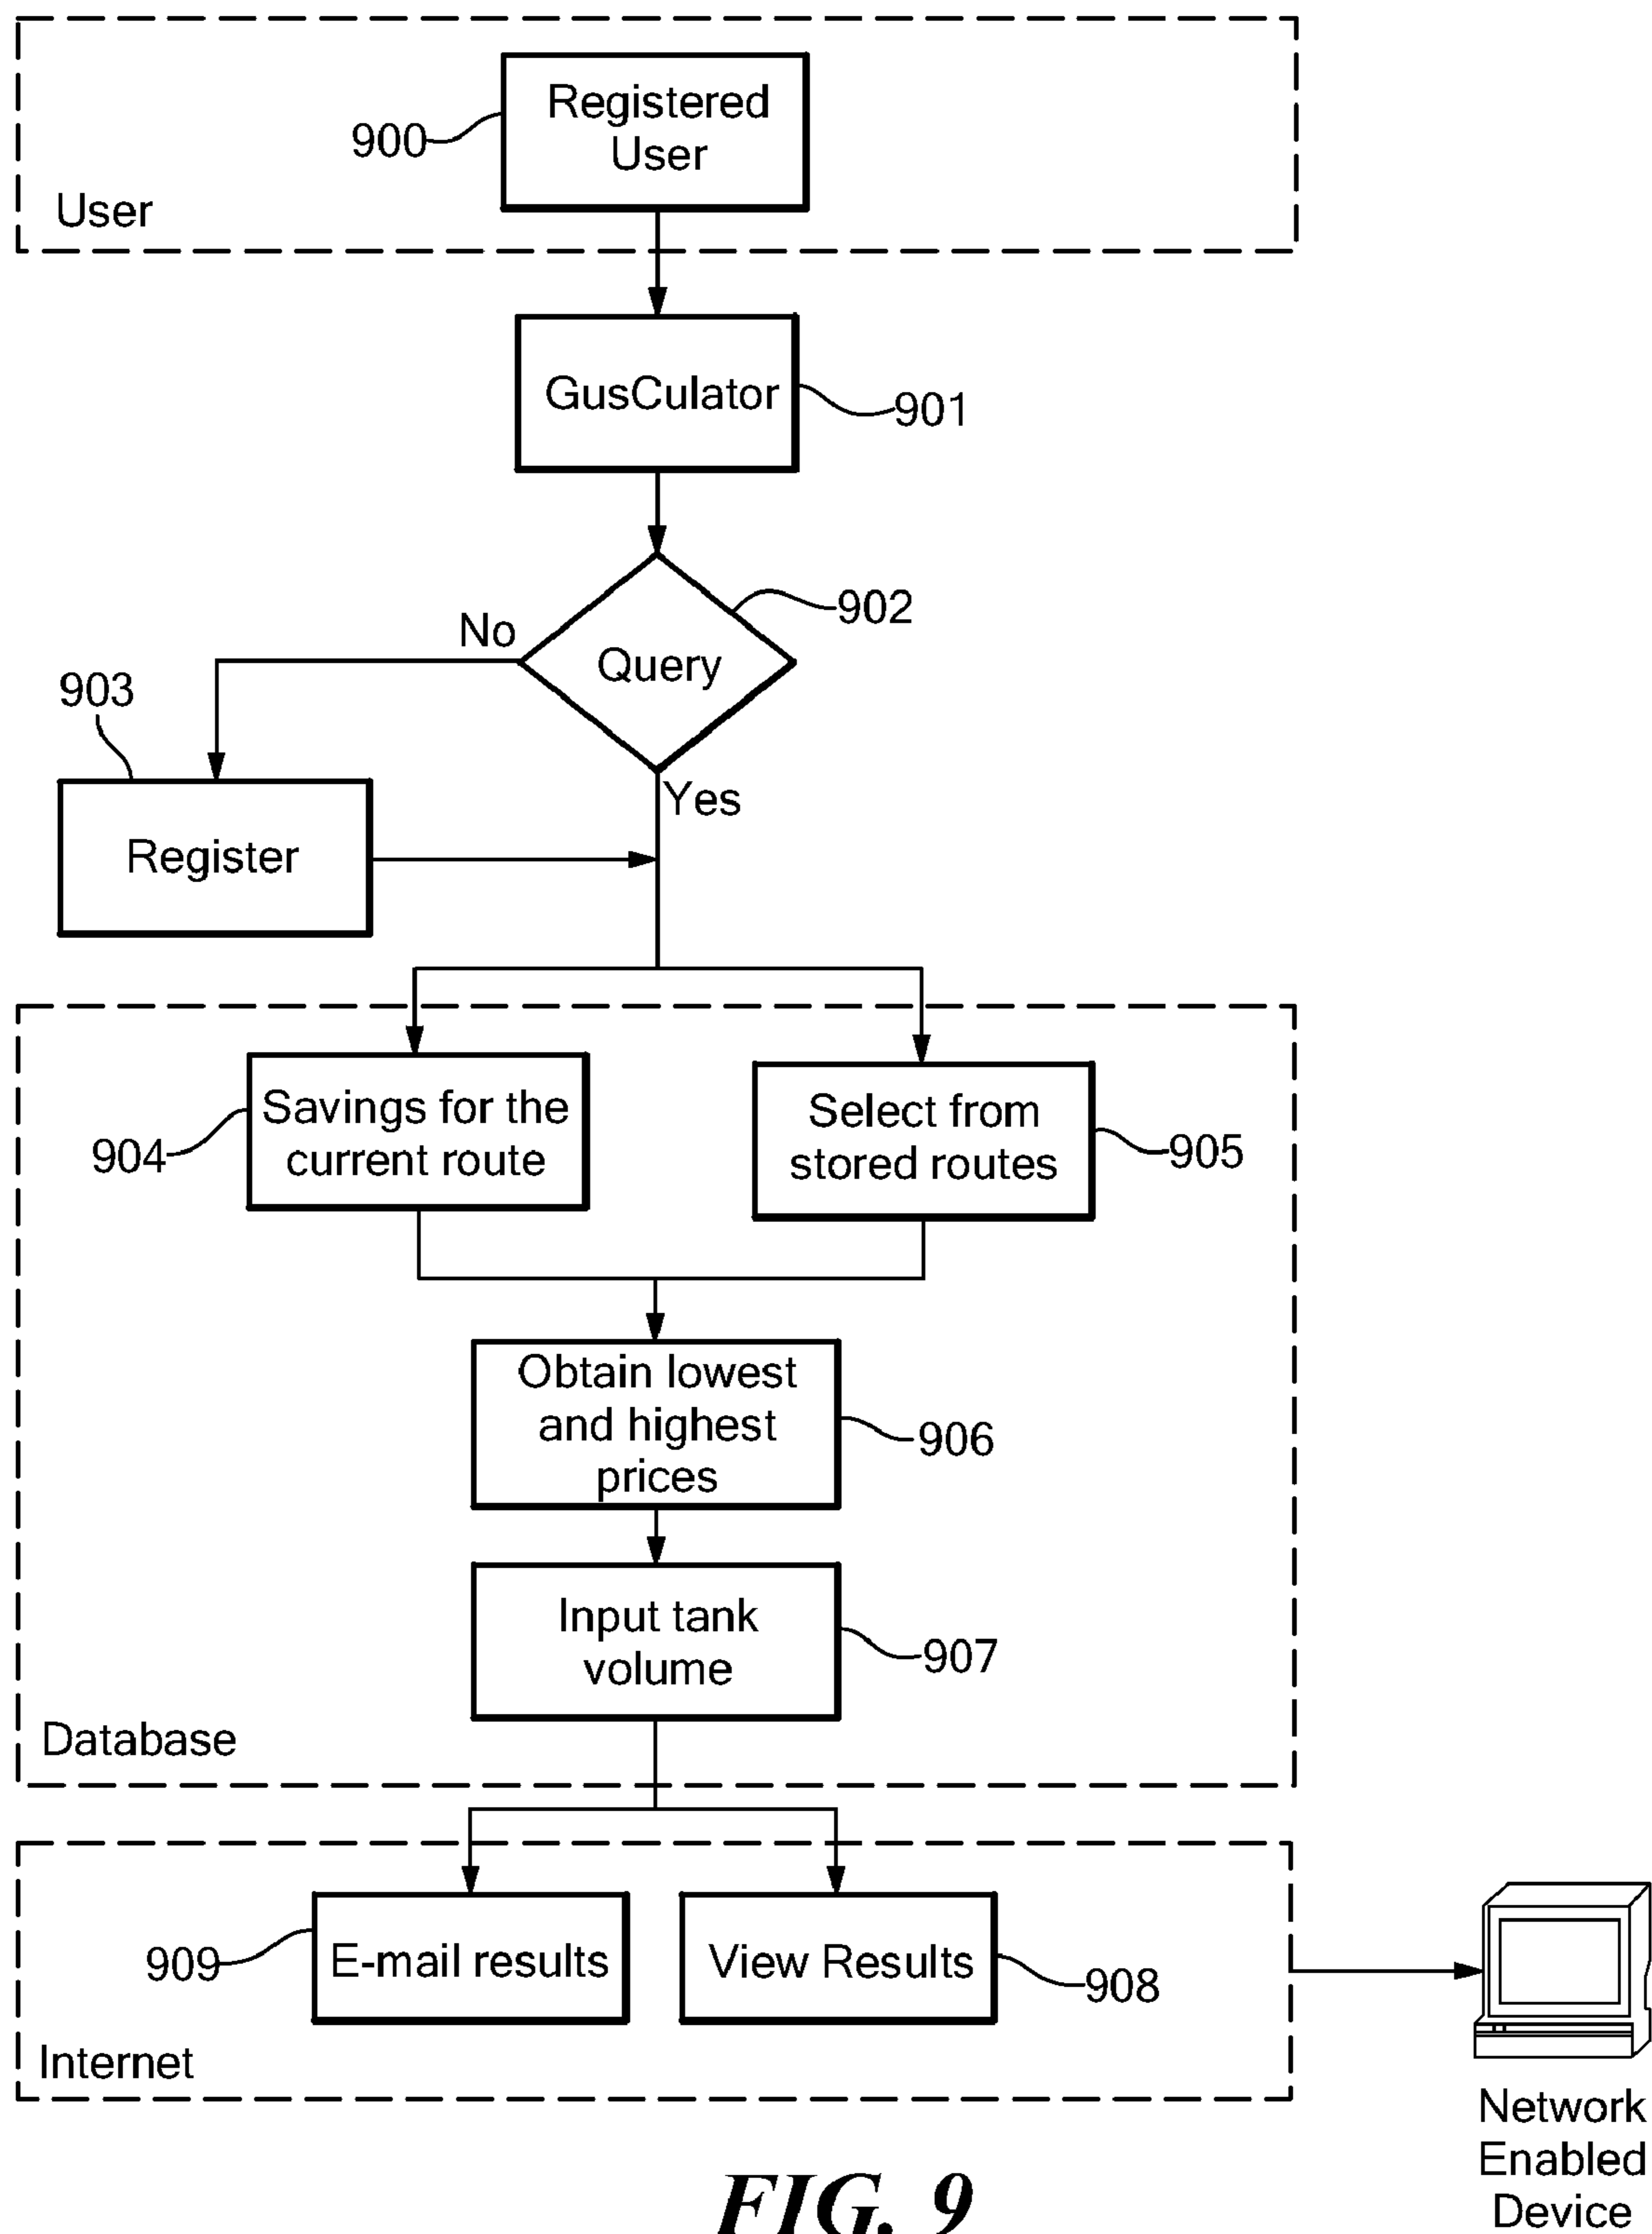 Registered
User
900
User
GusCulator
901
902
No
Query
903
Yes
Register
Savings for the
current route
904
Select from
stored routes
905
Obtain lowest
and highest
prices
906
Input tank
volume
907
Database
E-mail results
909
View Results
908
Internet
Network
Enabled
Device
FIG. 9